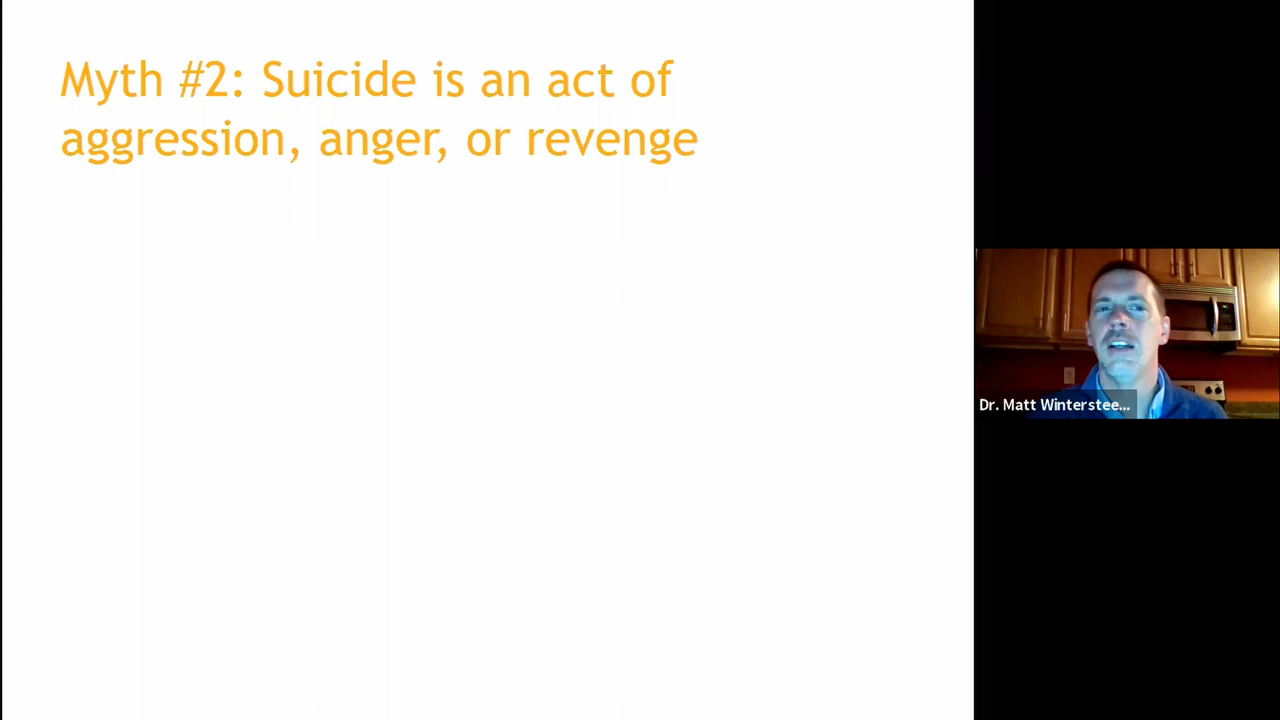 Myth #2: Suicide is an act of
aggression, anger, or revenge
Dr. Matt Winterstee...